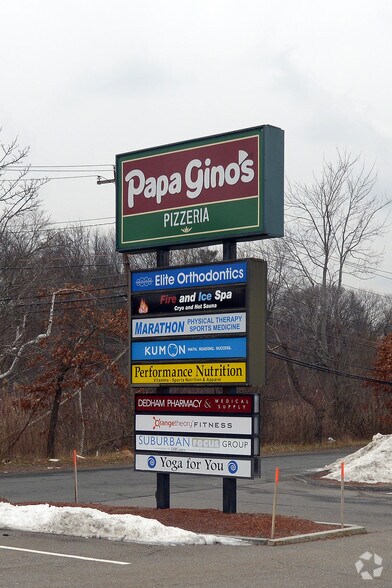 Papa Gino's
PIZZERIA
Elite Orthodontics
Fire and Ice Spa
Cryo and Hot Sauna
MARATHON PHYSICAL THERAPY
SPORTS MEDICINE
KUMON MATH. READING. SUCCESS.
Performance Nutrition
Vitamins Sports Nutrition & Apparel
DEDHAM PHARMACY & MEDICAL SUPPLY
Orangetheory FITNESS
SUBURBAN FOCUS GROUP
Yoga for You